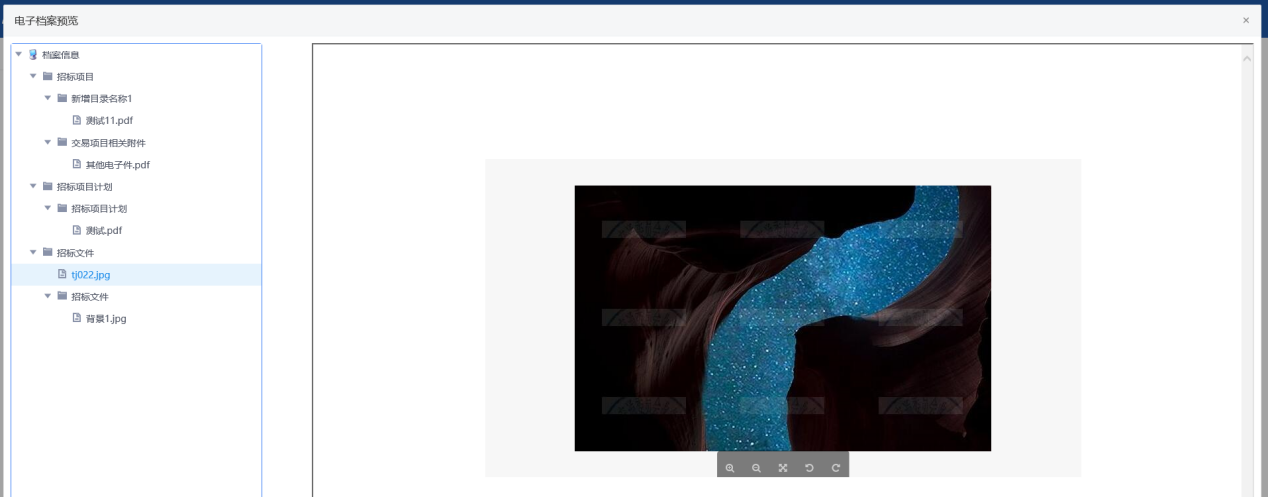 电子档案预览
×
档案信息
招标项目
新增目录名称1
测试11.pdf
交易项目相关附件
其他电子件.pdf
招标项目计划
招标项目计划
测试.pdf
招标文件
tj022.jpg
招标文件
背景1.jpg